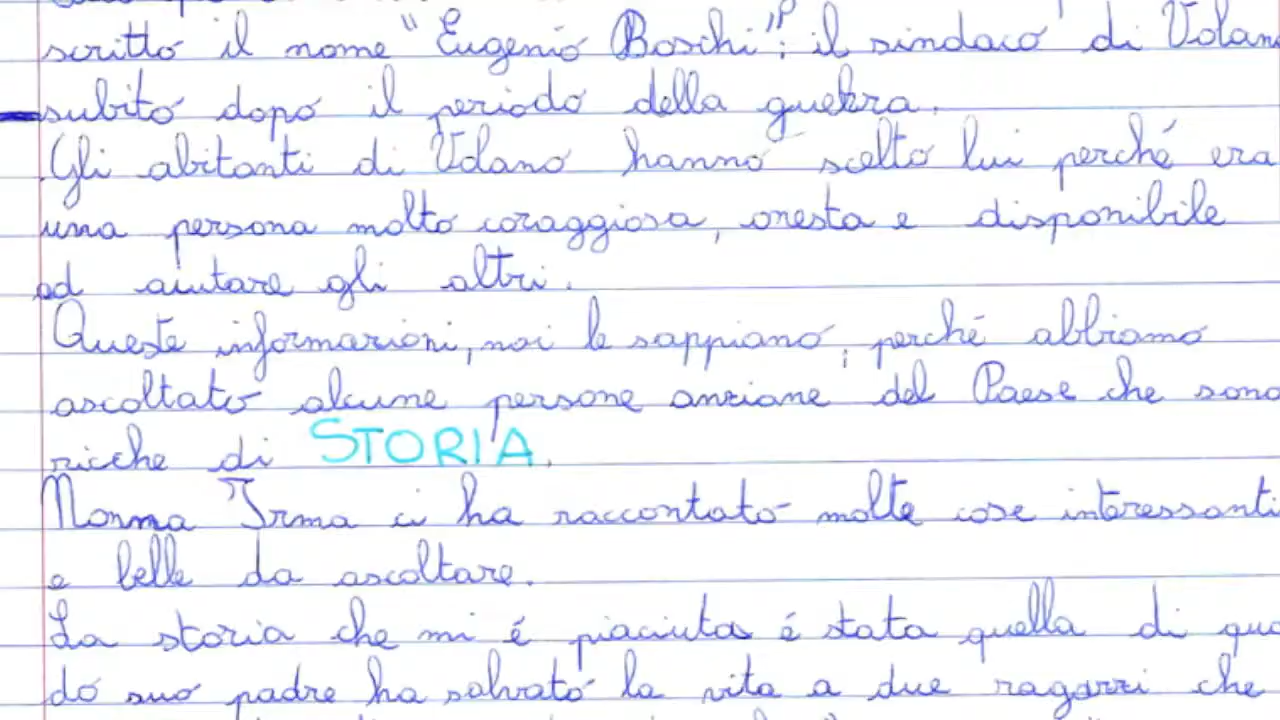 scritto il nome "Eugenio Boschi", il sindaco di Volan
subito dopo il periodo della guerra.
Gli abitanti di Volano hanno scelto lui perché era
una persona molto coraggiosa, onesta e disponibile
ad aiutare gli altri.
Queste informazioni, noi le sappiano, perché abbiamo
ascoltato alcune persone anziane del Paese che sono
ricche di STORIA.
Nonna Irma ci ha raccontato molte cose interessanti
e belle da ascoltare.
La storia che mi é piaciuta é stata quella di qua
do suo padre ha salvato la vita a due ragazzi che